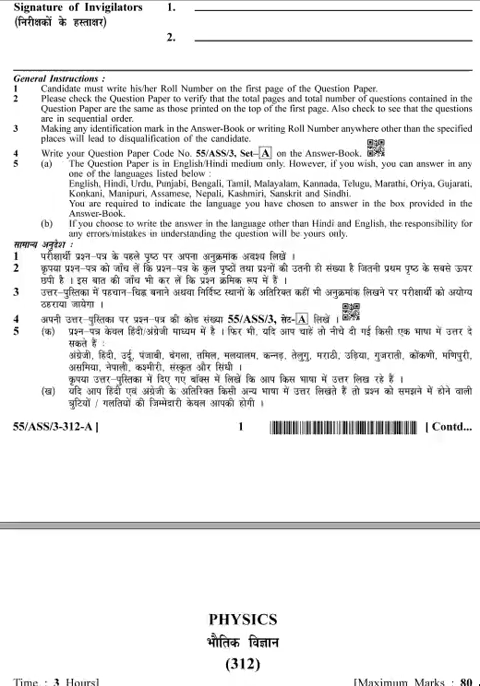 Signature of Invigilators 1.
(निरीक्षकों के हस्ताक्षर)
2.
General Instructions :
1 Candidate must write his/her Roll Number on the first page of the Question Paper.
2 Please check the Question Paper to verify that the total pages and total number of questions contained in the
Question Paper are the same as those printed on the top of the first page. Also check to see that the questions
are in sequential order.
3 Making any identification mark in the Answer-Book or writing Roll Number anywhere other than the specified
places will lead to disqualification of the candidate.
4 Write your Question Paper Code No. 55/ASS/3, Set–A on the Answer-Book.
5 (a) The Question Paper is in English/Hindi medium only. However, if you wish, you can answer in any
one of the languages listed below :
English, Hindi, Urdu, Punjabi, Bengali, Tamil, Malayalam, Kannada, Telugu, Marathi, Oriya, Gujarati,
Konkani, Manipuri, Assamese, Nepali, Kashmiri, Sanskrit and Sindhi.
You are required to indicate the language you have chosen to answer in the box provided in the
Answer-Book.
(b) If you choose to write the answer in the language other than Hindi and English, the responsibility for
any errors/mistakes in understanding the question will be yours only.
सामान्य अनुदेश :
1 परीक्षार्थी प्रश्न–पत्र के पहले पृष्ठ पर अपना अनुक्रमांक अवश्य लिखें ।
2 कृपया प्रश्न–पत्र को जाँच लें कि प्रश्न–पत्र के कुल पृष्ठों तथा प्रश्नों की उतनी ही संख्या है जितनी प्रथम पृष्ठ के सबसे ऊपर
छपी है । इस बात की जाँच भी कर लें कि प्रश्न क्रमिक रूप में हैं ।
3 उत्तर–पुस्तिका में पहचान–चिह्न बनाने अथवा निर्दिष्ट स्थानों के अतिरिक्त कहीं भी अनुक्रमांक लिखने पर परीक्षार्थी को अयोग्य
ठहराया जायेगा ।
4 अपनी उत्तर–पुस्तिका पर प्रश्न–पत्र की कोड संख्या 55/ASS/3, सेट-A लिखें ।
5 (क) प्रश्न–पत्र केवल हिंदी/अंग्रेजी माध्यम में है । फिर भी, यदि आप चाहें तो नीचे दी गई किसी एक भाषा में उत्तर दे
सकते हैं :
अंग्रेजी, हिंदी, उर्दू, पंजाबी, बंगला, तमिल, मलयालम, कन्नड़, तेलुगू, मराठी, उड़िया, गुजराती, कोंकणी, मणिपुरी,
असमिया, नेपाली, कश्मीरी, संस्कृत और सिंधी ।
कृपया उत्तर–पुस्तिका में दिए गए बॉक्स में लिखें कि आप किस भाषा में उत्तर लिख रहे हैं ।
(ख) यदि आप हिंदी एवं अंग्रेजी के अतिरिक्त किसी अन्य भाषा में उत्तर लिखते हैं तो प्रश्न को समझने में होने वाली
त्रुटियों / गलतियों की जिम्मेदारी केवल आपकी होगी ।
55/ASS/3-312-A ] 1 [ Contd...
PHYSICS
भौतिक विज्ञान
(312)
Time : 3 Hours] [Maximum Marks : 80